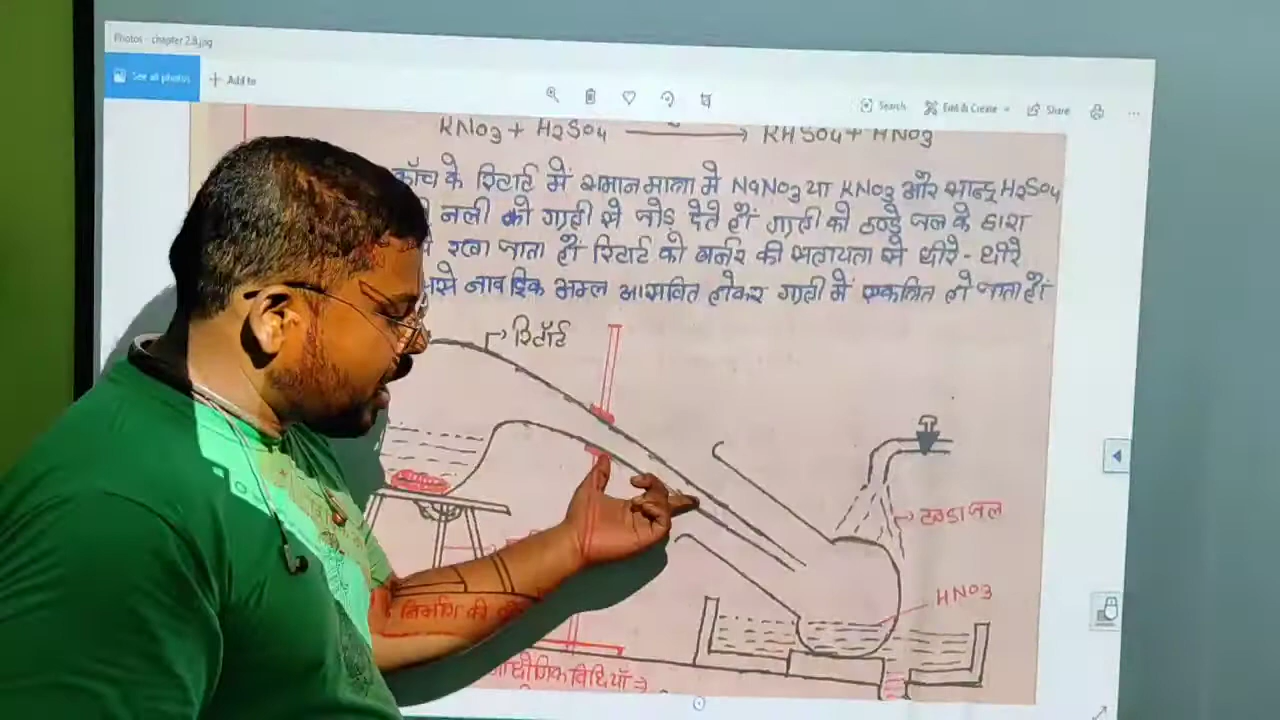 Photos - chapter 2.8.jpg
See all photos
Add to
Search
Edit & Create
Share
KNO3 + H2SO4 → KHSO4 + HNO3
काँच के रिटार्ट में समान मात्रा मे NaNO3 या KNO3 और सान्द्र H2SO4
नली को ग्राही से जोड़ देते हैं। ग्राही को ठण्डे जल के द्वारा
रखा जाता है। रिटार्ट को बर्नर की सहायता से धीरे - धीरे
अम्ल आसवित होकर ग्राही में एकत्रित हो जाता है।
रिटॉर्ट
ठण्डा जल
HNO3
निर्माण की
विधियाँ ⇒